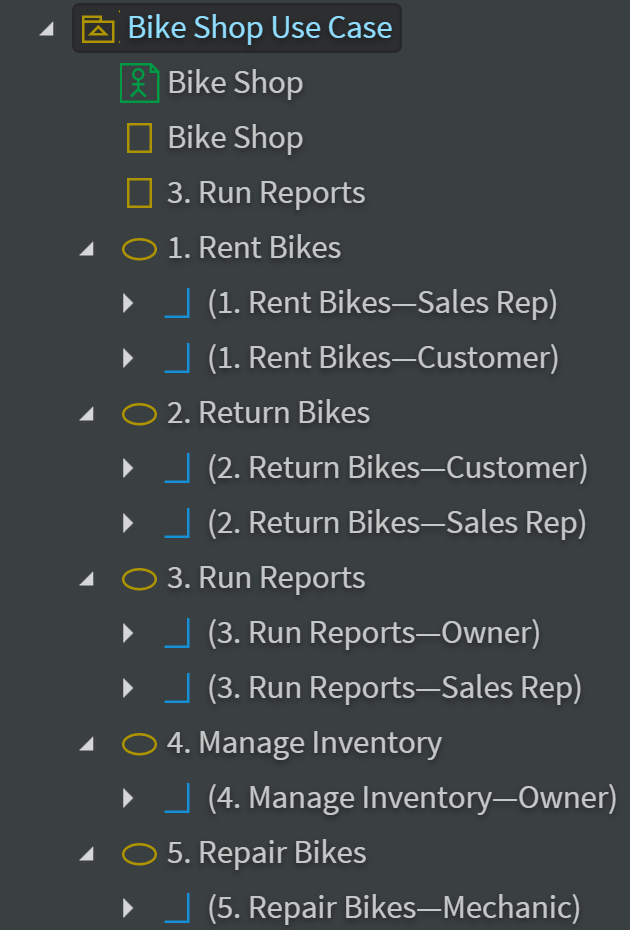 Bike Shop Use Case
Bike Shop
Bike Shop
3. Run Reports
1. Rent Bikes
(1. Rent Bikes—Sales Rep)
(1. Rent Bikes—Customer)
2. Return Bikes
(2. Return Bikes—Customer)
(2. Return Bikes—Sales Rep)
3. Run Reports
(3. Run Reports—Owner)
(3. Run Reports—Sales Rep)
4. Manage Inventory
(4. Manage Inventory—Owner)
5. Repair Bikes
(5. Repair Bikes—Mechanic)